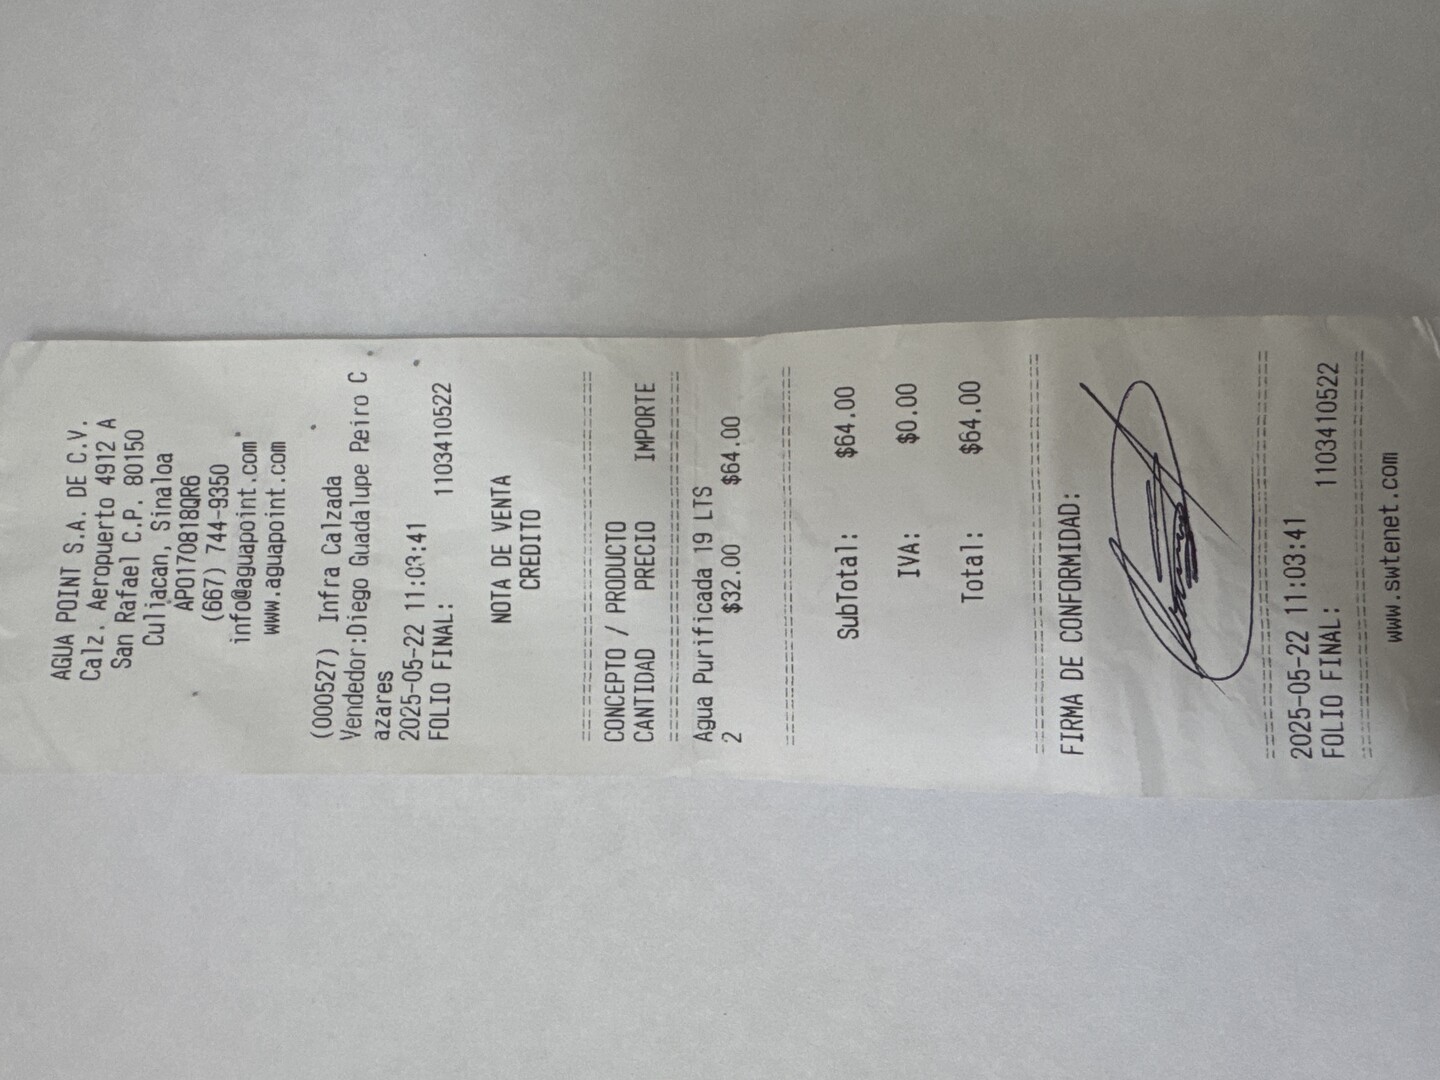 AGUA POINT S.A. DE C.V.
Calz. Aeropuerto 4912 A
San Rafael C.P. 80150
Culiacan, Sinaloa
APO170818QR6
(667) 744-9350
info@aguapoint.com
www.aguapoint.com
(000527) Infra Calzada
Vendedor:Diego Guadalupe Peiro C
azares
2025-05-22 11:03:41
FOLIO FINAL: 1103410522
NOTA DE VENTA
CREDITO
================================
CONCEPTO / PRODUCTO
CANTIDAD PRECIO IMPORTE
================================
Agua Purificada 19 LTS
2 $32.00 $64.00
================================
SubTotal: $64.00
IVA: $0.00
Total: $64.00
================================
FIRMA DE CONFORMIDAD:
================================
2025-05-22 11:03:41
FOLIO FINAL: 1103410522
================================
www.swtenet.com